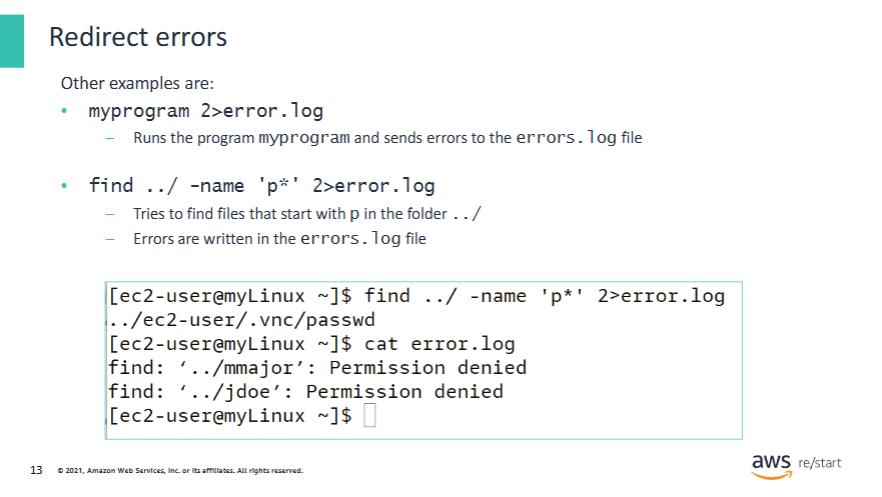 Redirect errors
Other examples are:
• myprogram 2>error.log
– Runs the program myprogram and sends errors to the errors.log file
• find ../ -name 'p*' 2>error.log
– Tries to find files that start with p in the folder ../
– Errors are written in the errors.log file
[ec2-user@myLinux ~]$ find ../ -name 'p*' 2>error.log
../ec2-user/.vnc/passwd
[ec2-user@myLinux ~]$ cat error.log
find: ‘../mmajor’: Permission denied
find: ‘../jdoe’: Permission denied
[ec2-user@myLinux ~]$
13 © 2021, Amazon Web Services, Inc. or its affiliates. All rights reserved.
aws re/start